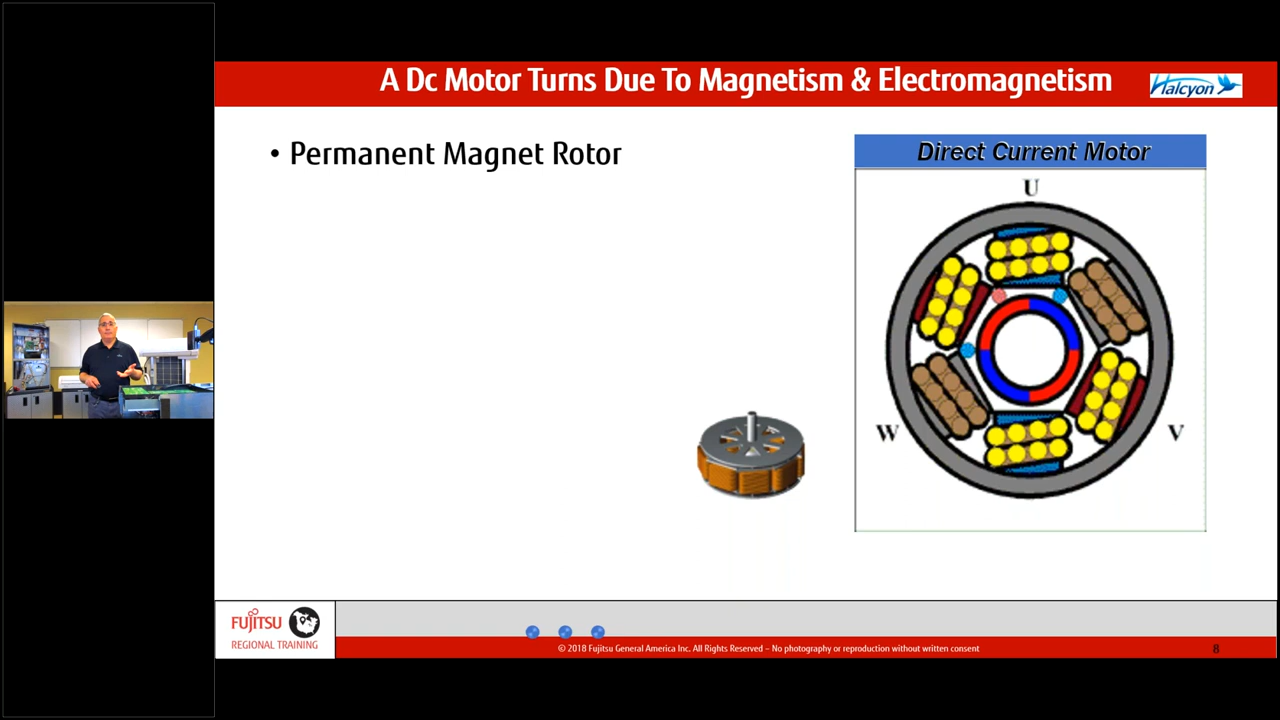 A Dc Motor Turns Due To Magnetism & Electromagnetism
Halcyon
• Permanent Magnet Rotor
Direct Current Motor
U
W
V
FUJITSU
REGIONAL TRAINING
© 2018 Fujitsu General America Inc. All Rights Reserved – No photography or reproduction without written consent
8